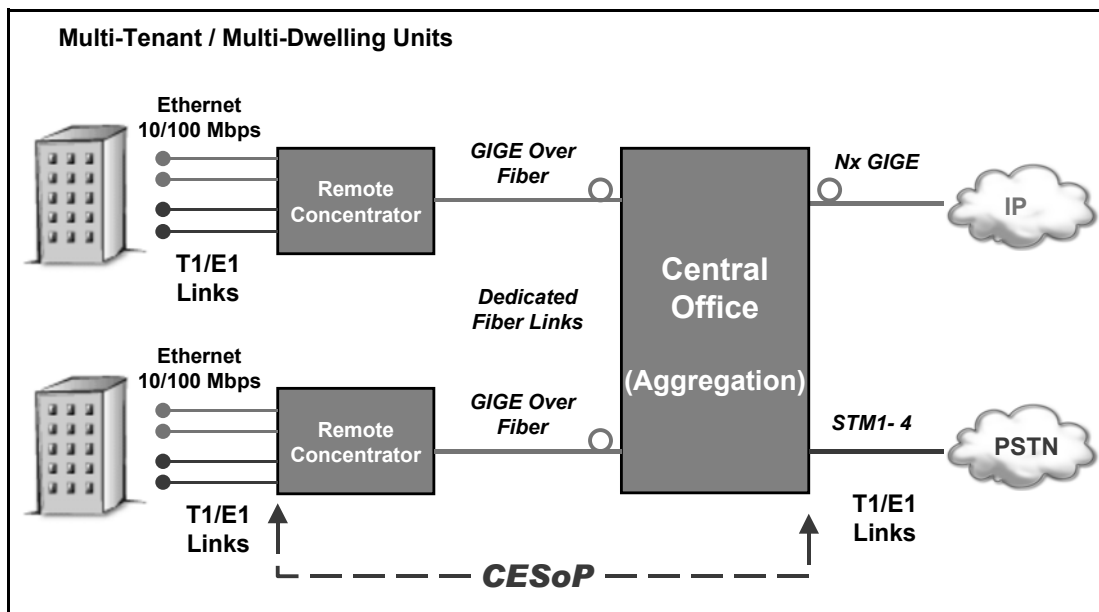 Multi-Tenant / Multi-Dwelling Units
Ethernet
10/100 Mbps
Remote
Concentrator
T1/E1
Links
GIGE Over
Fiber
Dedicated
Fiber Links
Central
Office
(Aggregation)
Nx GIGE
IP
Ethernet
10/100 Mbps
Remote
Concentrator
T1/E1
Links
GIGE Over
Fiber
STM1- 4
PSTN
T1/E1
Links
CESoP